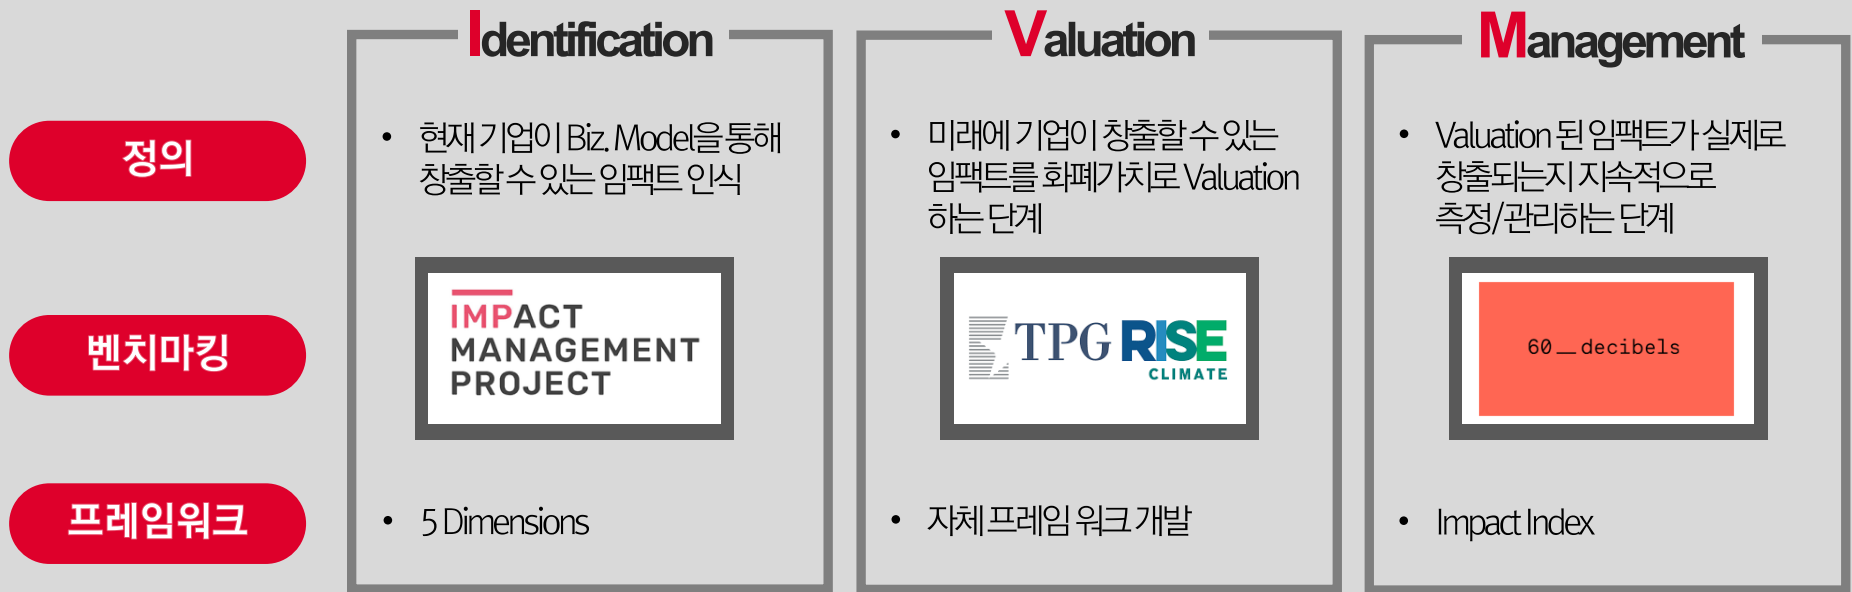 Identification
Valuation
Management
정의
• 현재 기업이 Biz. Model을 통해
창출할 수 있는 임팩트 인식
• 미래에 기업이 창출할 수 있는
임팩트를 화폐가치로 Valuation
하는 단계
• Valuation 된 임팩트가 실제로
창출되는지 지속적으로
측정/관리하는 단계
벤치마킹
IMPACT
MANAGEMENT
PROJECT
TPG RISE
CLIMATE
60 __ decibels
프레임워크
• 5 Dimensions
• 자체 프레임 워크 개발
• Impact Index